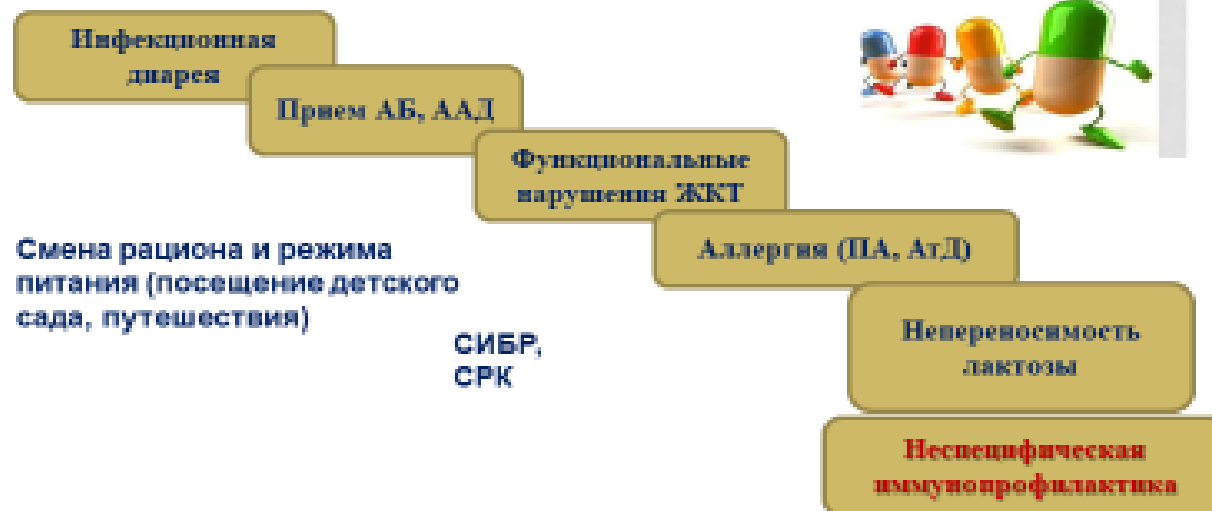 Инфекционная
диарея
Прием АБ, ААД
Функциональные
нарушения ЖКТ
Аллергия (ПА, АтД)
Смена рациона и режима
питания (посещение детского
сада, путешествия)
СИБР,
СРК
Непереносимость
лактозы
Неспецифическая
иммунопрофилактика